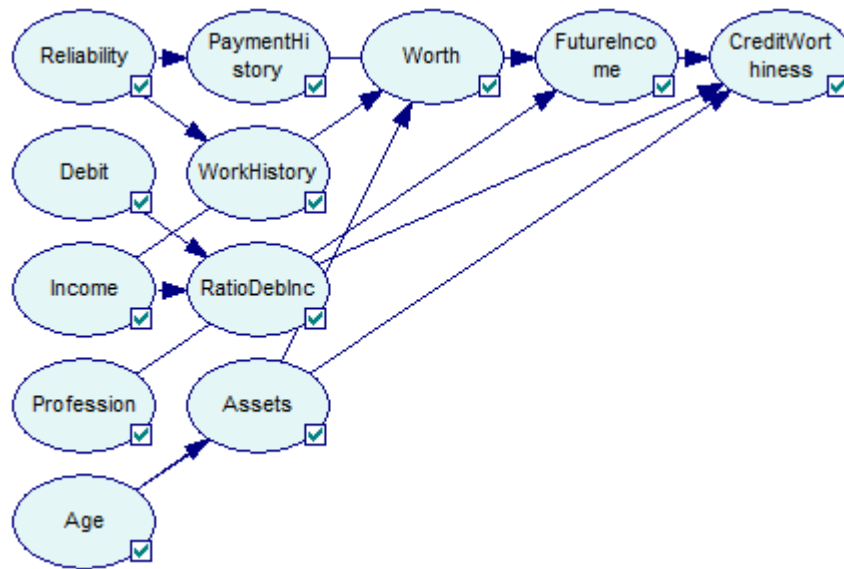 Reliability
PaymentHi
story
Worth
FutureInco
me
CreditWort
hiness
Debit
WorkHistory
Income
RatioDebInc
Profession
Assets
Age